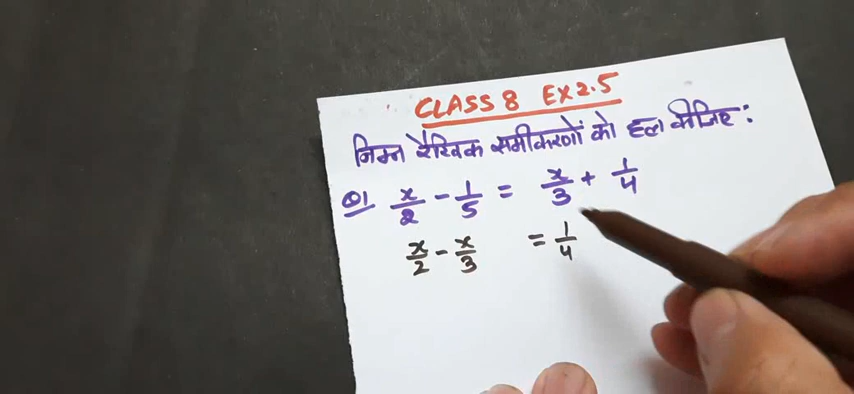 CLASS 8 EX 2.5
निम्न रैखिक समीकरणों को हल कीजिए :
Q1 x/2 - 1/5 = x/3 + 1/4
x/2 - x/3 = 1/4